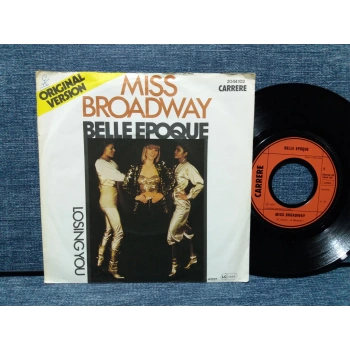 ORIGINAL
VERSION
MISS
BROADWAY
CARRERE
BELLE EPOQUE
LOSING YOU
CARRERE
BELLE EPOQUE
MISS BROADWAY